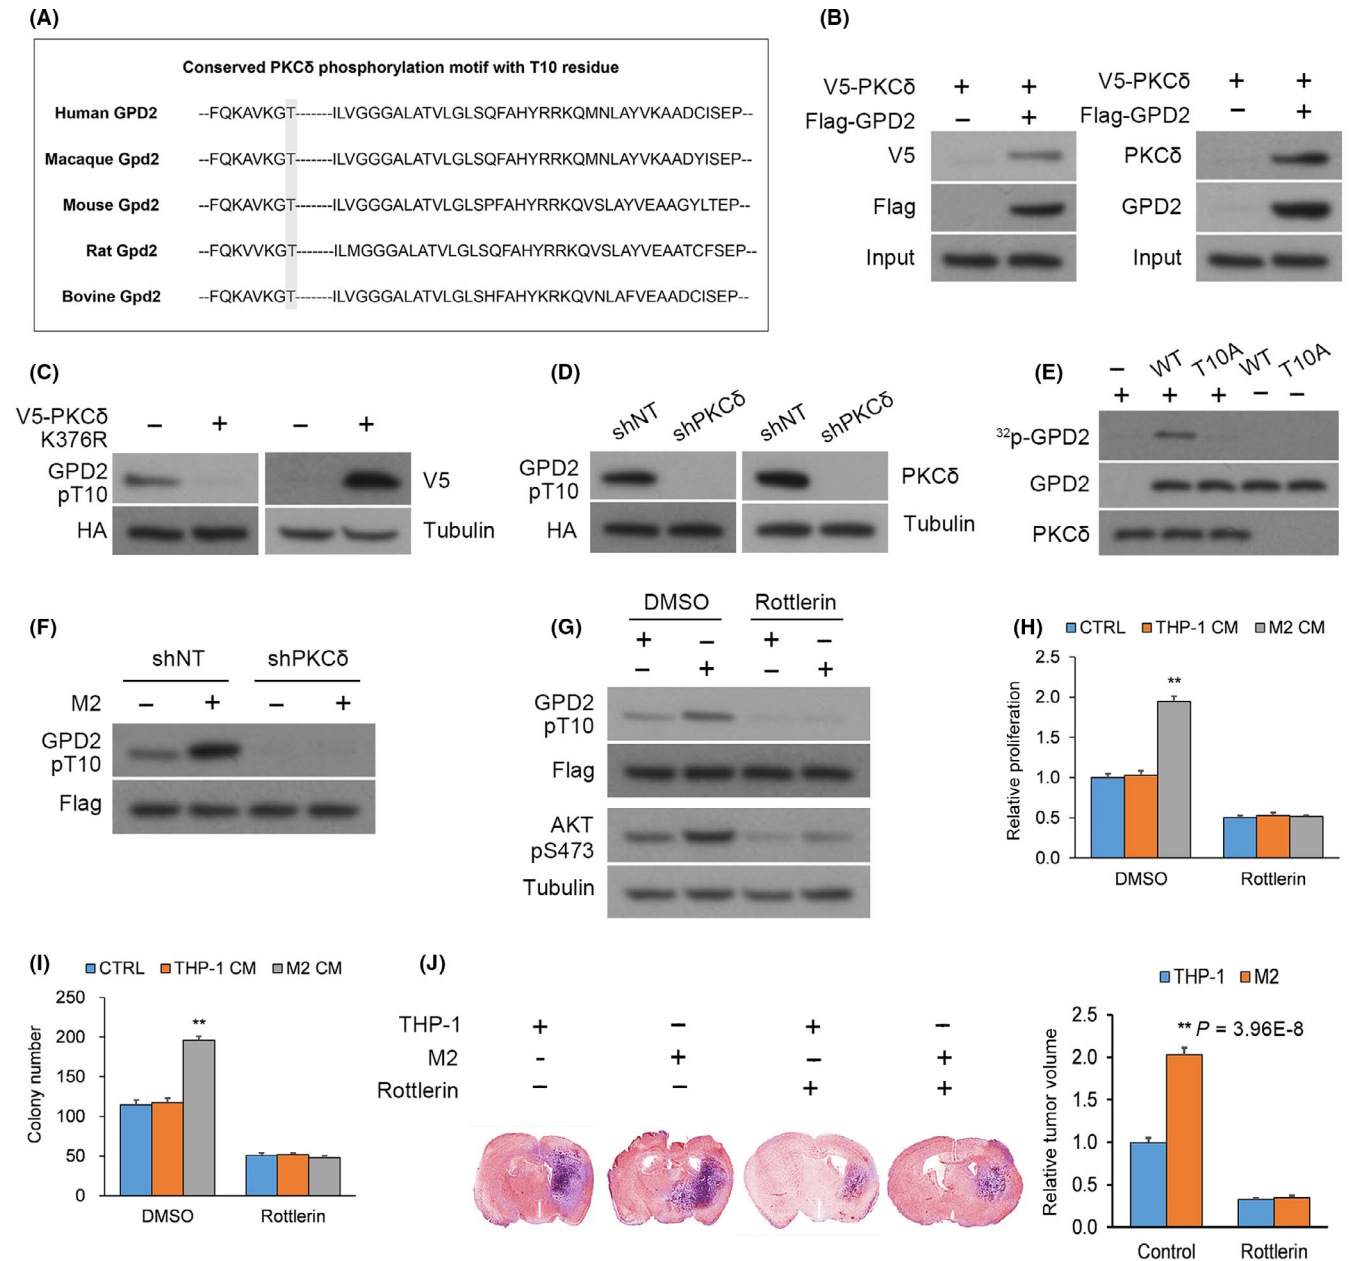 (A)
Conserved PKCδ phosphorylation motif with T10 residue
Human GPD2 --FQKAVKGT-------ILVGGGALATVLGLSQFAHYRRKQMNLAYVKAADCISEP--
Macaque Gpd2 --FQKAVKGT-------ILVGGGALATVLGLSQFAHYRRKQMNLAYVKAADYISEP--
Mouse Gpd2 --FQKAVKGT-------ILVGGGALATVLGLSPFAHYRRKQVSLAYVEAAGYLTEP--
Rat Gpd2 --FQKVVKGT-------ILMGGGALATVLGLSQFAHYRRKQVSLAYVEAATCFSEP--
Bovine Gpd2 --FQKAVKGT-------ILVGGGALATVLGLSHFAHYKRKQVNLAFVEAADCISEP--
(B)
V5-PKCδ + +
Flag-GPD2 − +
V5
Flag
Input
V5-PKCδ + +
Flag-GPD2 − +
PKCδ
GPD2
Input
(C)
V5-PKCδ
K376R − + − +
GPD2
pT10
V5
HA
Tubulin
(D)
shNT shPKCδ shNT shPKCδ
GPD2
pT10
PKCδ
HA
Tubulin
(E)
− WT T10A WT T10A
+ + + − −
³²p-GPD2
GPD2
PKCδ
(F)
shNT shPKCδ
M2 − + − +
GPD2
pT10
Flag
(G)
DMSO Rottlerin
+ − + −
− + − +
GPD2
pT10
Flag
AKT
pS473
Tubulin
(H)
CTRL THP-1 CM M2 CM
Relative proliferation
2.5
2.0
1.5
1.0
0.5
0.0
**
DMSO Rottlerin
(I)
CTRL THP-1 CM M2 CM
Colony number
250
200
150
100
50
0
**
DMSO Rottlerin
(J)
THP-1 + − + −
M2 - + − +
Rottlerin − − + +
THP-1 M2
Relative tumor volume
2.5
2.0
1.5
1.0
0.5
0.0
** P = 3.96E-8
Control Rottlerin